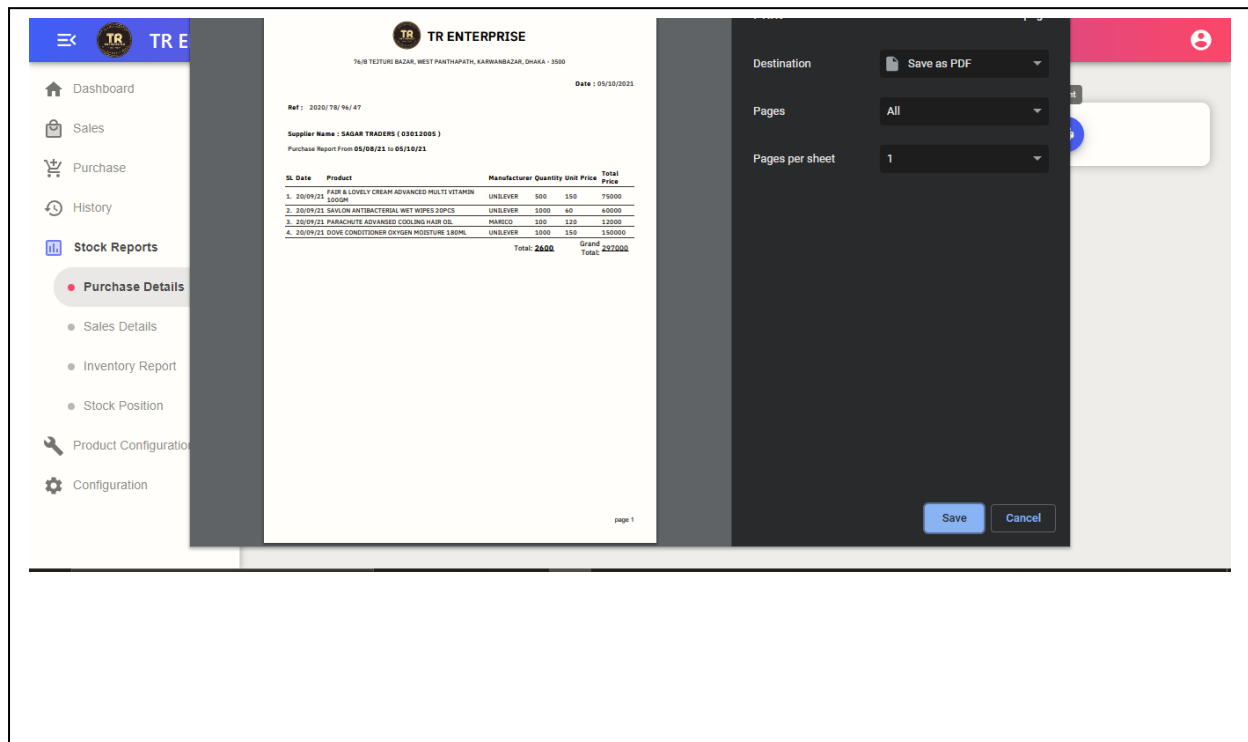 TR E
Dashboard
Sales
Purchase
History
Stock Reports
Purchase Details
Sales Details
Inventory Report
Stock Position
Product Configuration
Configuration
TR
TR ENTERPRISE
76/B TEJTURI BAZAR, WEST PANTHAPATH, KARWANBAZAR, DHAKA - 3500
Date : 05/10/2021
Ref : 2020/78/96/47
Supplier Name : SAGAR TRADERS ( 03012005 )
Purchase Report From 05/08/21 to 05/10/21
SL Date Product Manufacturer Quantity Unit Price Total Price
1. 20/09/21 FAIR & LOVELY CREAM ADVANCED MULTI VITAMIN 100GM UNILEVER 500 150 75000
2. 20/09/21 SAVLON ANTIBACTERIAL WET WIPES 20PCS UNILEVER 1000 60 60000
3. 20/09/21 PARACHUTE ADVANSED COOLING HAIR OIL MARICO 100 120 12000
4. 20/09/21 DOVE CONDITIONER OXYGEN MOISTURE 180ML UNILEVER 1000 150 150000
Total: 2600 Grand Total: 297000
page 1
Destination Save as PDF
Pages All
Pages per sheet 1
Save Cancel